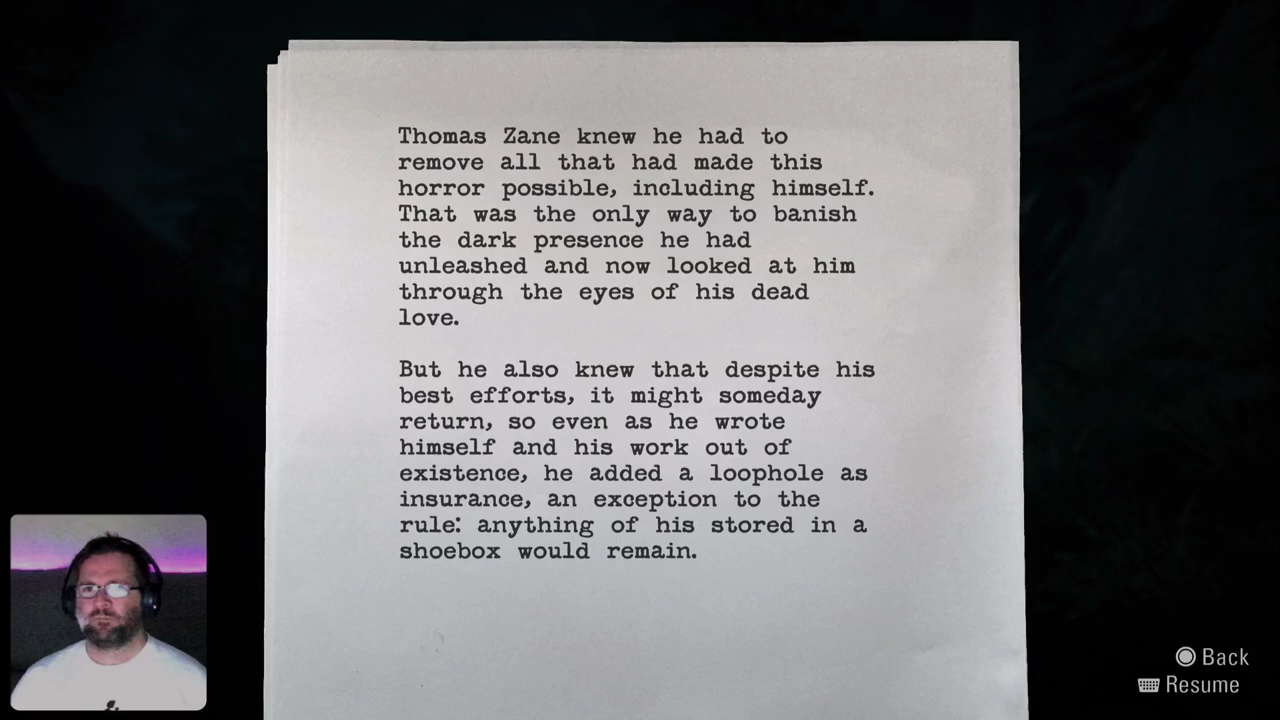 Thomas Zane knew he had to
remove all that had made this
horror possible, including himself.
That was the only way to banish
the dark presence he had
unleashed and now looked at him
through the eyes of his dead
love.
But he also knew that despite his
best efforts, it might someday
return, so even as he wrote
himself and his work out of
existence, he added a loophole as
insurance, an exception to the
rule: anything of his stored in a
shoebox would remain.
Back
Resume